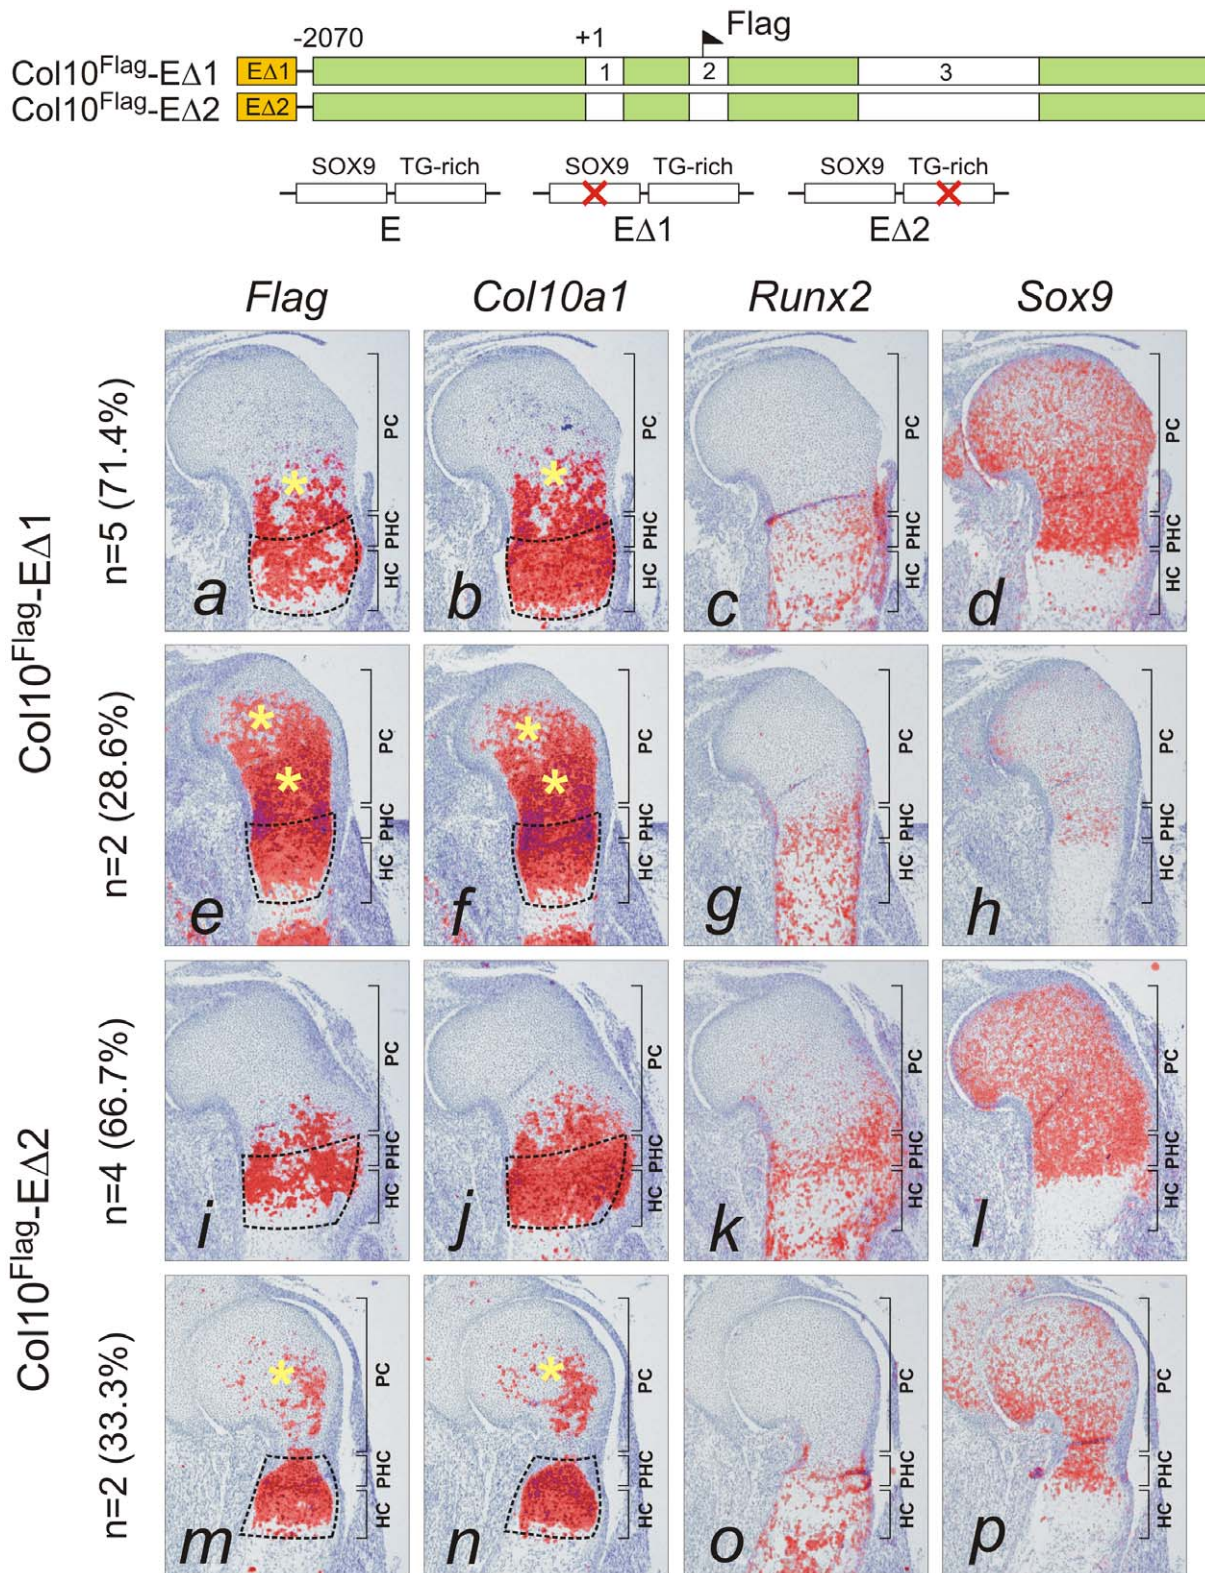 -2070 +1 Flag
Col10Flag-EΔ1 EΔ1 1 2 3
Col10Flag-EΔ2 EΔ2
SOX9 TG-rich SOX9 TG-rich SOX9 TG-rich
E EΔ1 EΔ2
Flag Col10a1 Runx2 Sox9
Col10Flag-EΔ1
n=5 (71.4%)
a PC PHC HC
b PC PHC HC
c PC PHC HC
d PC PHC HC
n=2 (28.6%)
e PC PHC HC
f PC PHC HC
g PC PHC HC
h PC PHC HC
Col10Flag-EΔ2
n=4 (66.7%)
i PC PHC HC
j PC PHC HC
k PC PHC HC
l PC PHC HC
n=2 (33.3%)
m PC PHC HC
n PC PHC HC
o PC PHC HC
p PC PHC HC